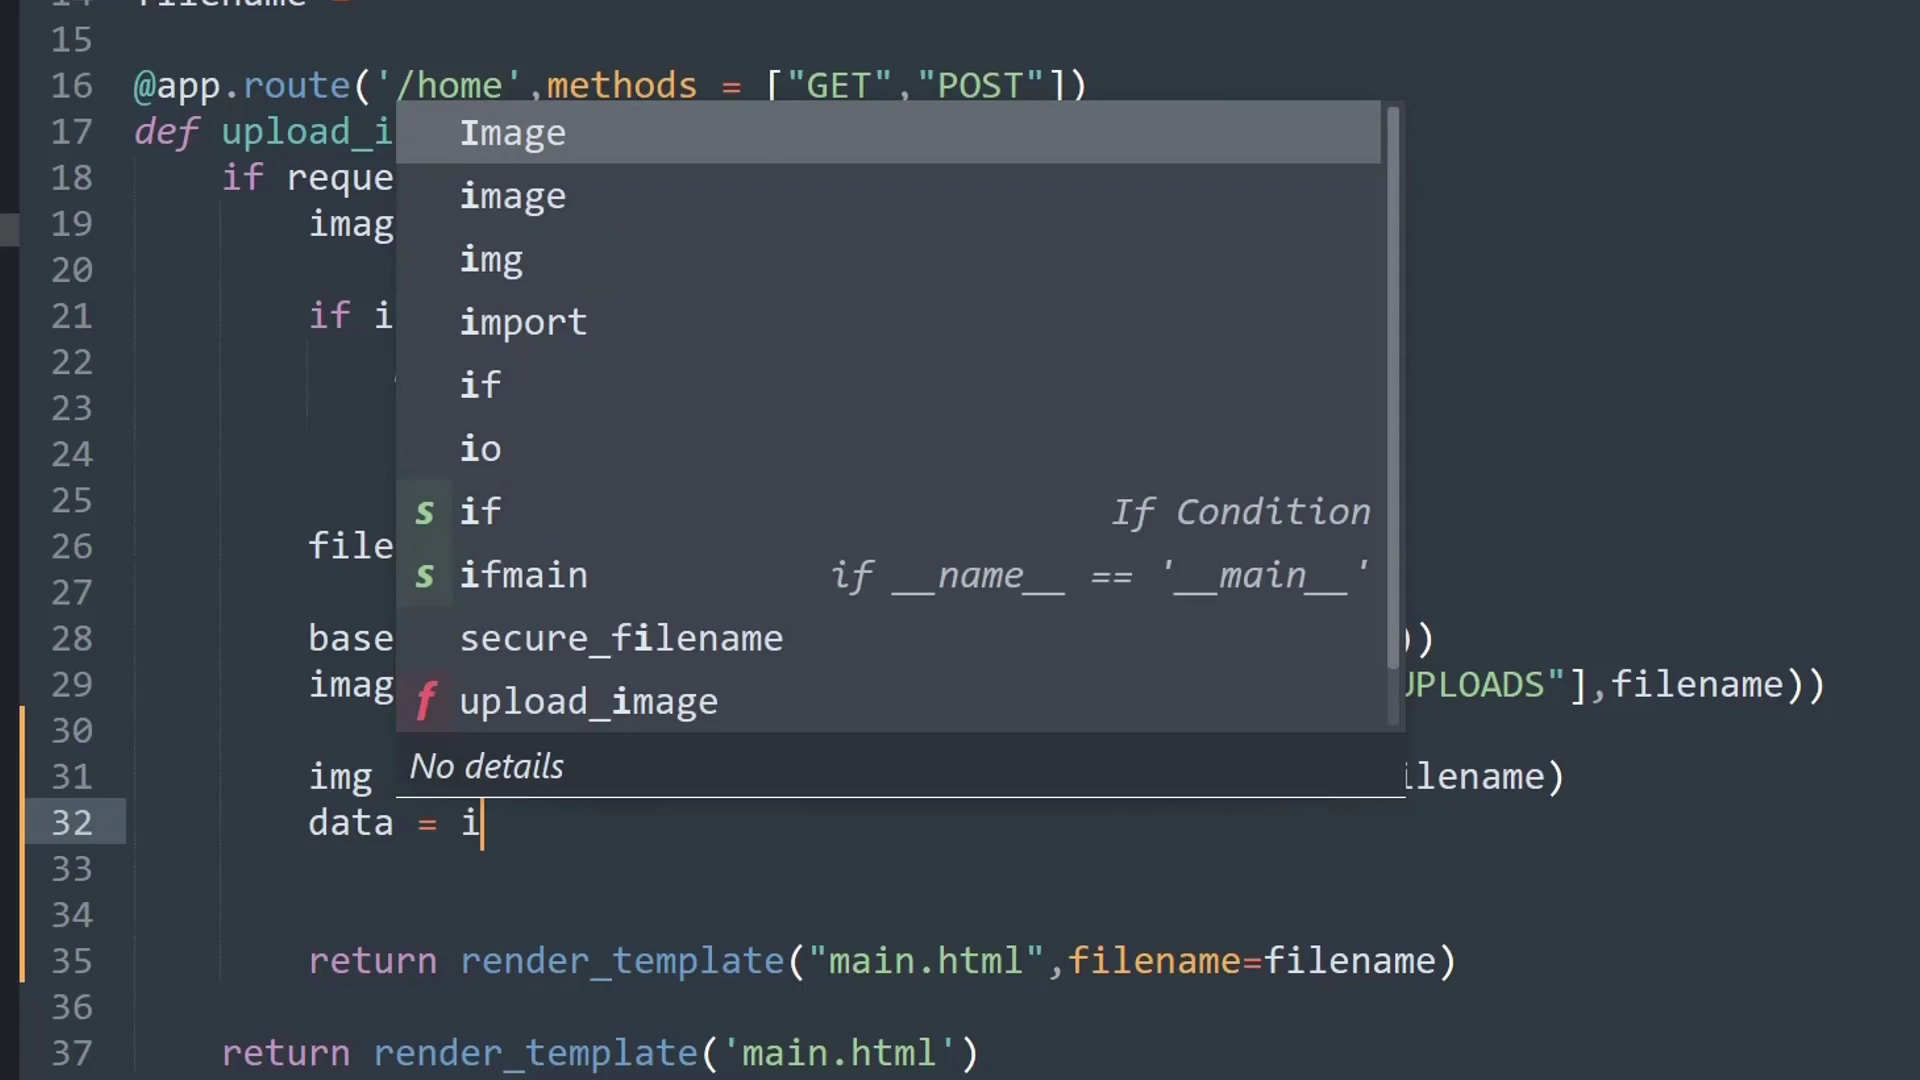 14 filename =
15
16 @app.route('/home',methods = ["GET","POST"])
17 def upload_i
Image
18 if reque
image
19 imag
20
img
21 if i
import
22
if
23
24
io
25
s if If Condition
26 file
s ifmain if __name__ == '__main__'
27
28 base
secure_filename
))
29 imag
UPLOADS"],filename))
f upload_image
30
No details
31 img
ilename)
32 data = i
33
34
35 return render_template("main.html",filename=filename)
36
37 return render_template('main.html')